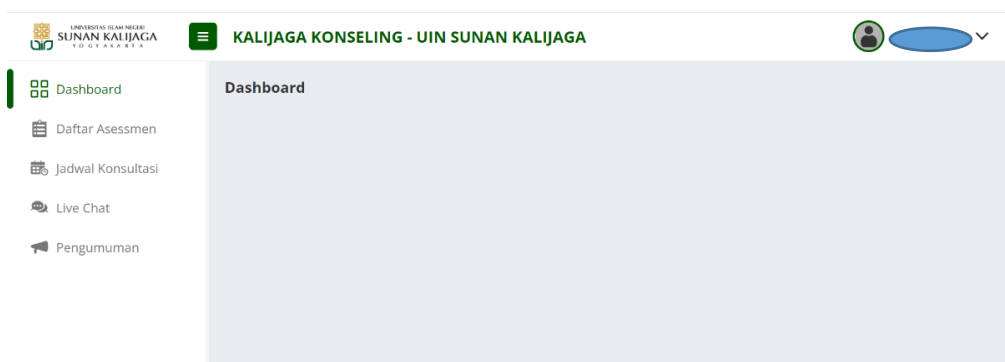 UNIVERSITAS ISLAM NEGERI
SUNAN KALIJAGA
YOGYAKARTA
KALIJAGA KONSELING - UIN SUNAN KALIJAGA
Dashboard
Daftar Asessmen
Jadwal Konsultasi
Live Chat
Pengumuman
Dashboard